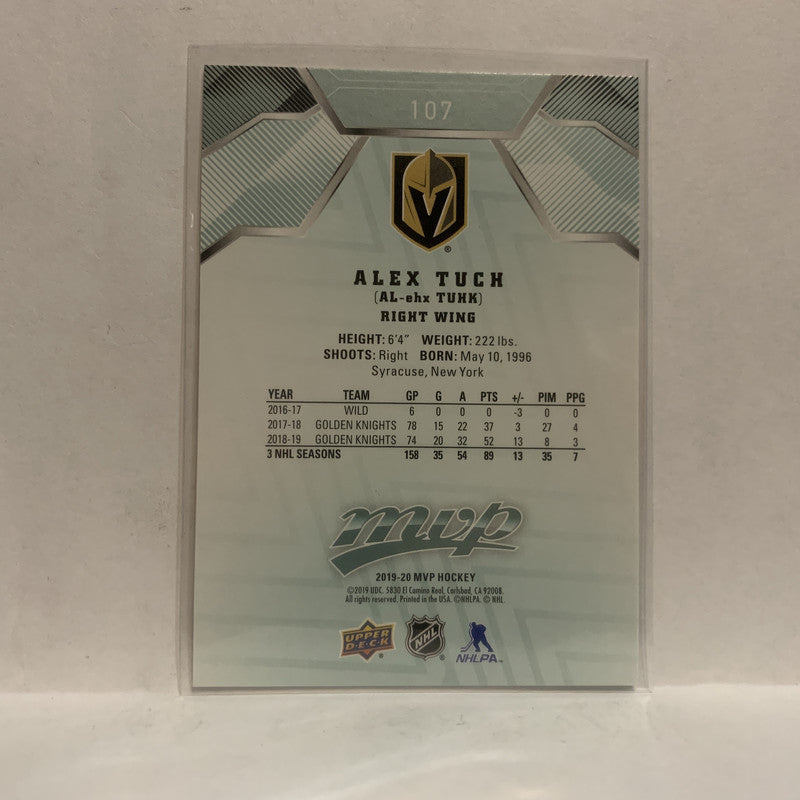 107
®
ALEX TUCH
(AL-ehx TUHK)
RIGHT WING
HEIGHT: 6'4" WEIGHT: 222 lbs.
SHOOTS: Right BORN: May 10, 1996
Syracuse, New York
YEAR TEAM GP G A PTS +/- PIM PPG
2016-17 WILD 6 0 0 0 -3 0 0
2017-18 GOLDEN KNIGHTS 78 15 22 37 3 27 4
2018-19 GOLDEN KNIGHTS 74 20 32 52 13 8 3
3 NHL SEASONS 158 35 54 89 13 35 7
mvp
2019-20 MVP HOCKEY
©2019 UDC. 5830 El Camino Real, Carlsbad, CA 92008.
All rights reserved. Printed in the USA. ©NHLPA. © NHL.
UPPER DECK ® NHL ® NHLPA™